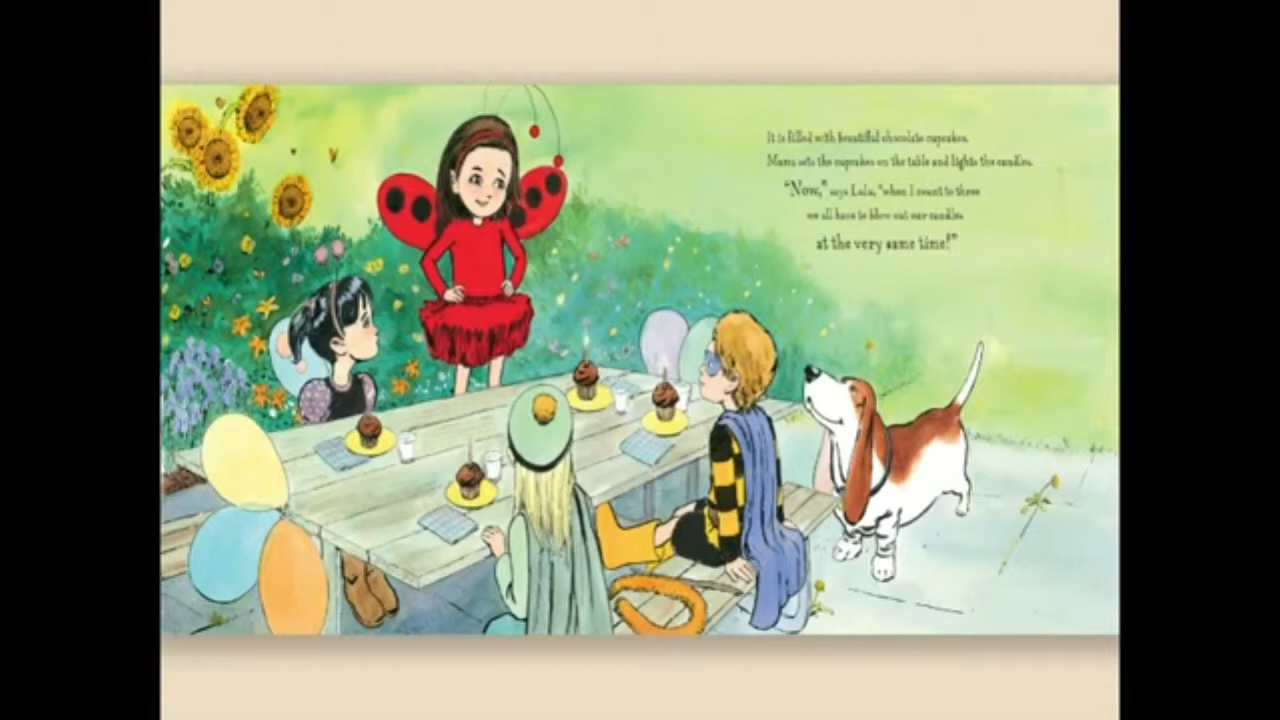 It is filled with beautiful chocolate cupcakes.
Mama sets the cupcakes on the table and lights the candles.
“Now,” says Lulu, “when I count to three
we all have to blow out our candles
at the very same time!”